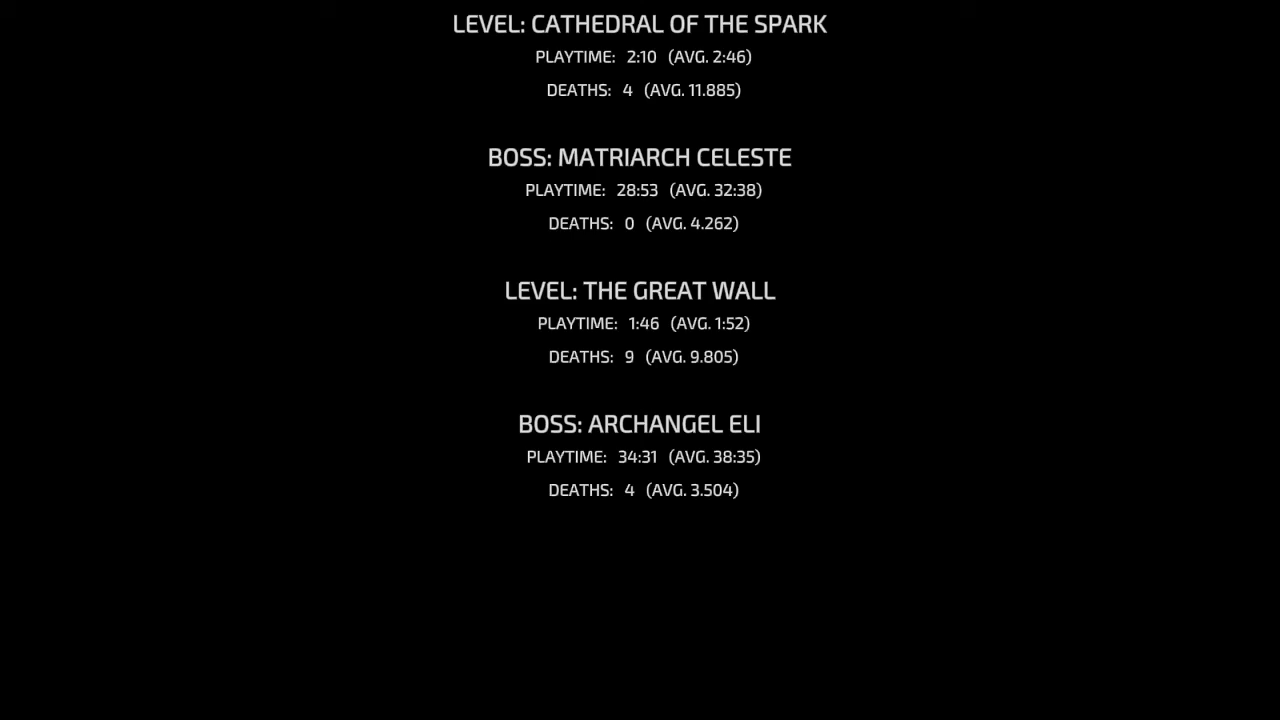 LEVEL: CATHEDRAL OF THE SPARK
PLAYTIME: 2:10 (AVG. 2:46)
DEATHS: 4 (AVG. 11.885)
BOSS: MATRIARCH CELESTE
PLAYTIME: 28:53 (AVG. 32:38)
DEATHS: 0 (AVG. 4.262)
LEVEL: THE GREAT WALL
PLAYTIME: 1:46 (AVG. 1:52)
DEATHS: 9 (AVG. 9.805)
BOSS: ARCHANGEL ELI
PLAYTIME: 34:31 (AVG. 38:35)
DEATHS: 4 (AVG. 3.504)